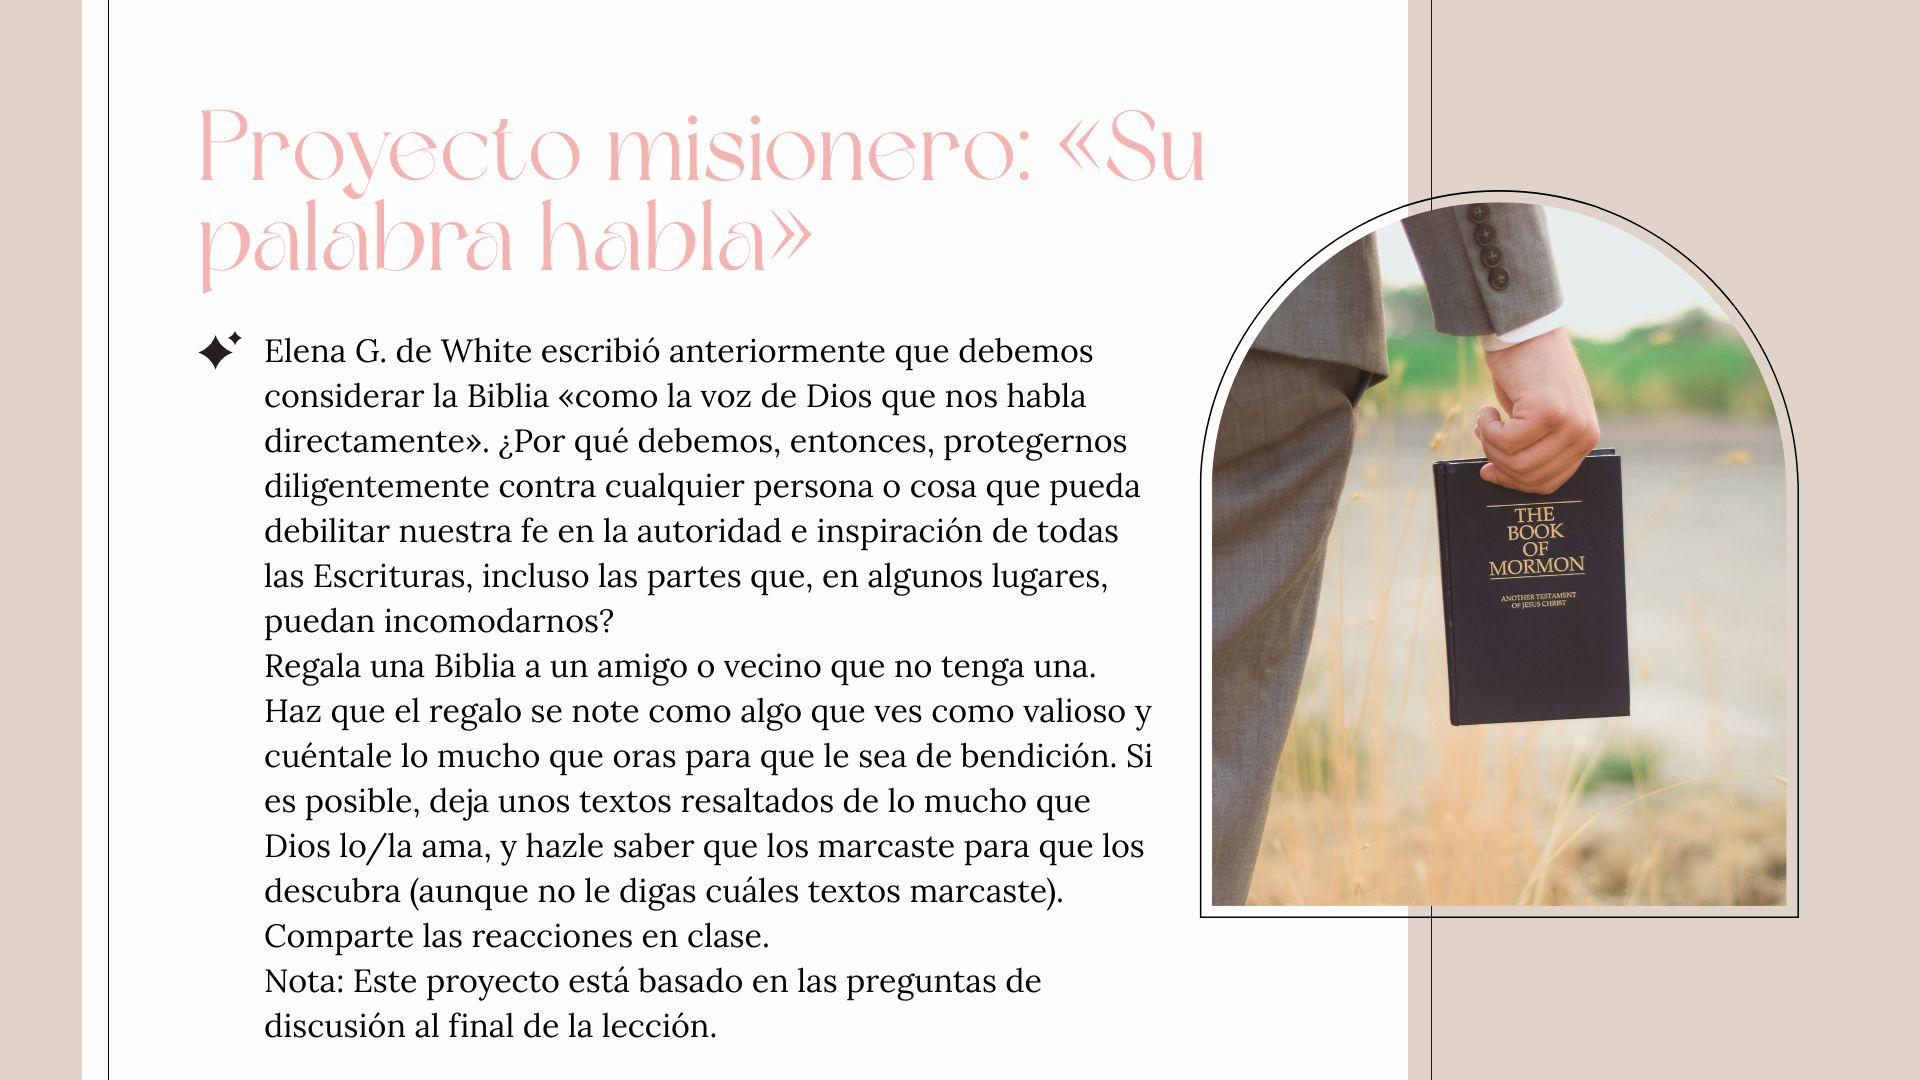 Proyecto misionero: «Su
palabra habla»
Elena G. de White escribió anteriormente que debemos
considerar la Biblia «como la voz de Dios que nos habla
directamente». ¿Por qué debemos, entonces, protegernos
diligentemente contra cualquier persona o cosa que pueda
debilitar nuestra fe en la autoridad e inspiración de todas
las Escrituras, incluso las partes que, en algunos lugares,
puedan incomodarnos?
Regala una Biblia a un amigo o vecino que no tenga una.
Haz que el regalo se note como algo que ves como valioso y
cuéntale lo mucho que oras para que le sea de bendición. Si
es posible, deja unos textos resaltados de lo mucho que
Dios lo/la ama, y hazle saber que los marcaste para que los
descubra (aunque no le digas cuáles textos marcaste).
Comparte las reacciones en clase.
Nota: Este proyecto está basado en las preguntas de
discusión al final de la lección.
THE
BOOK
OF
MORMON
ANOTHER TESTAMENT
OF JESUS CHRIST